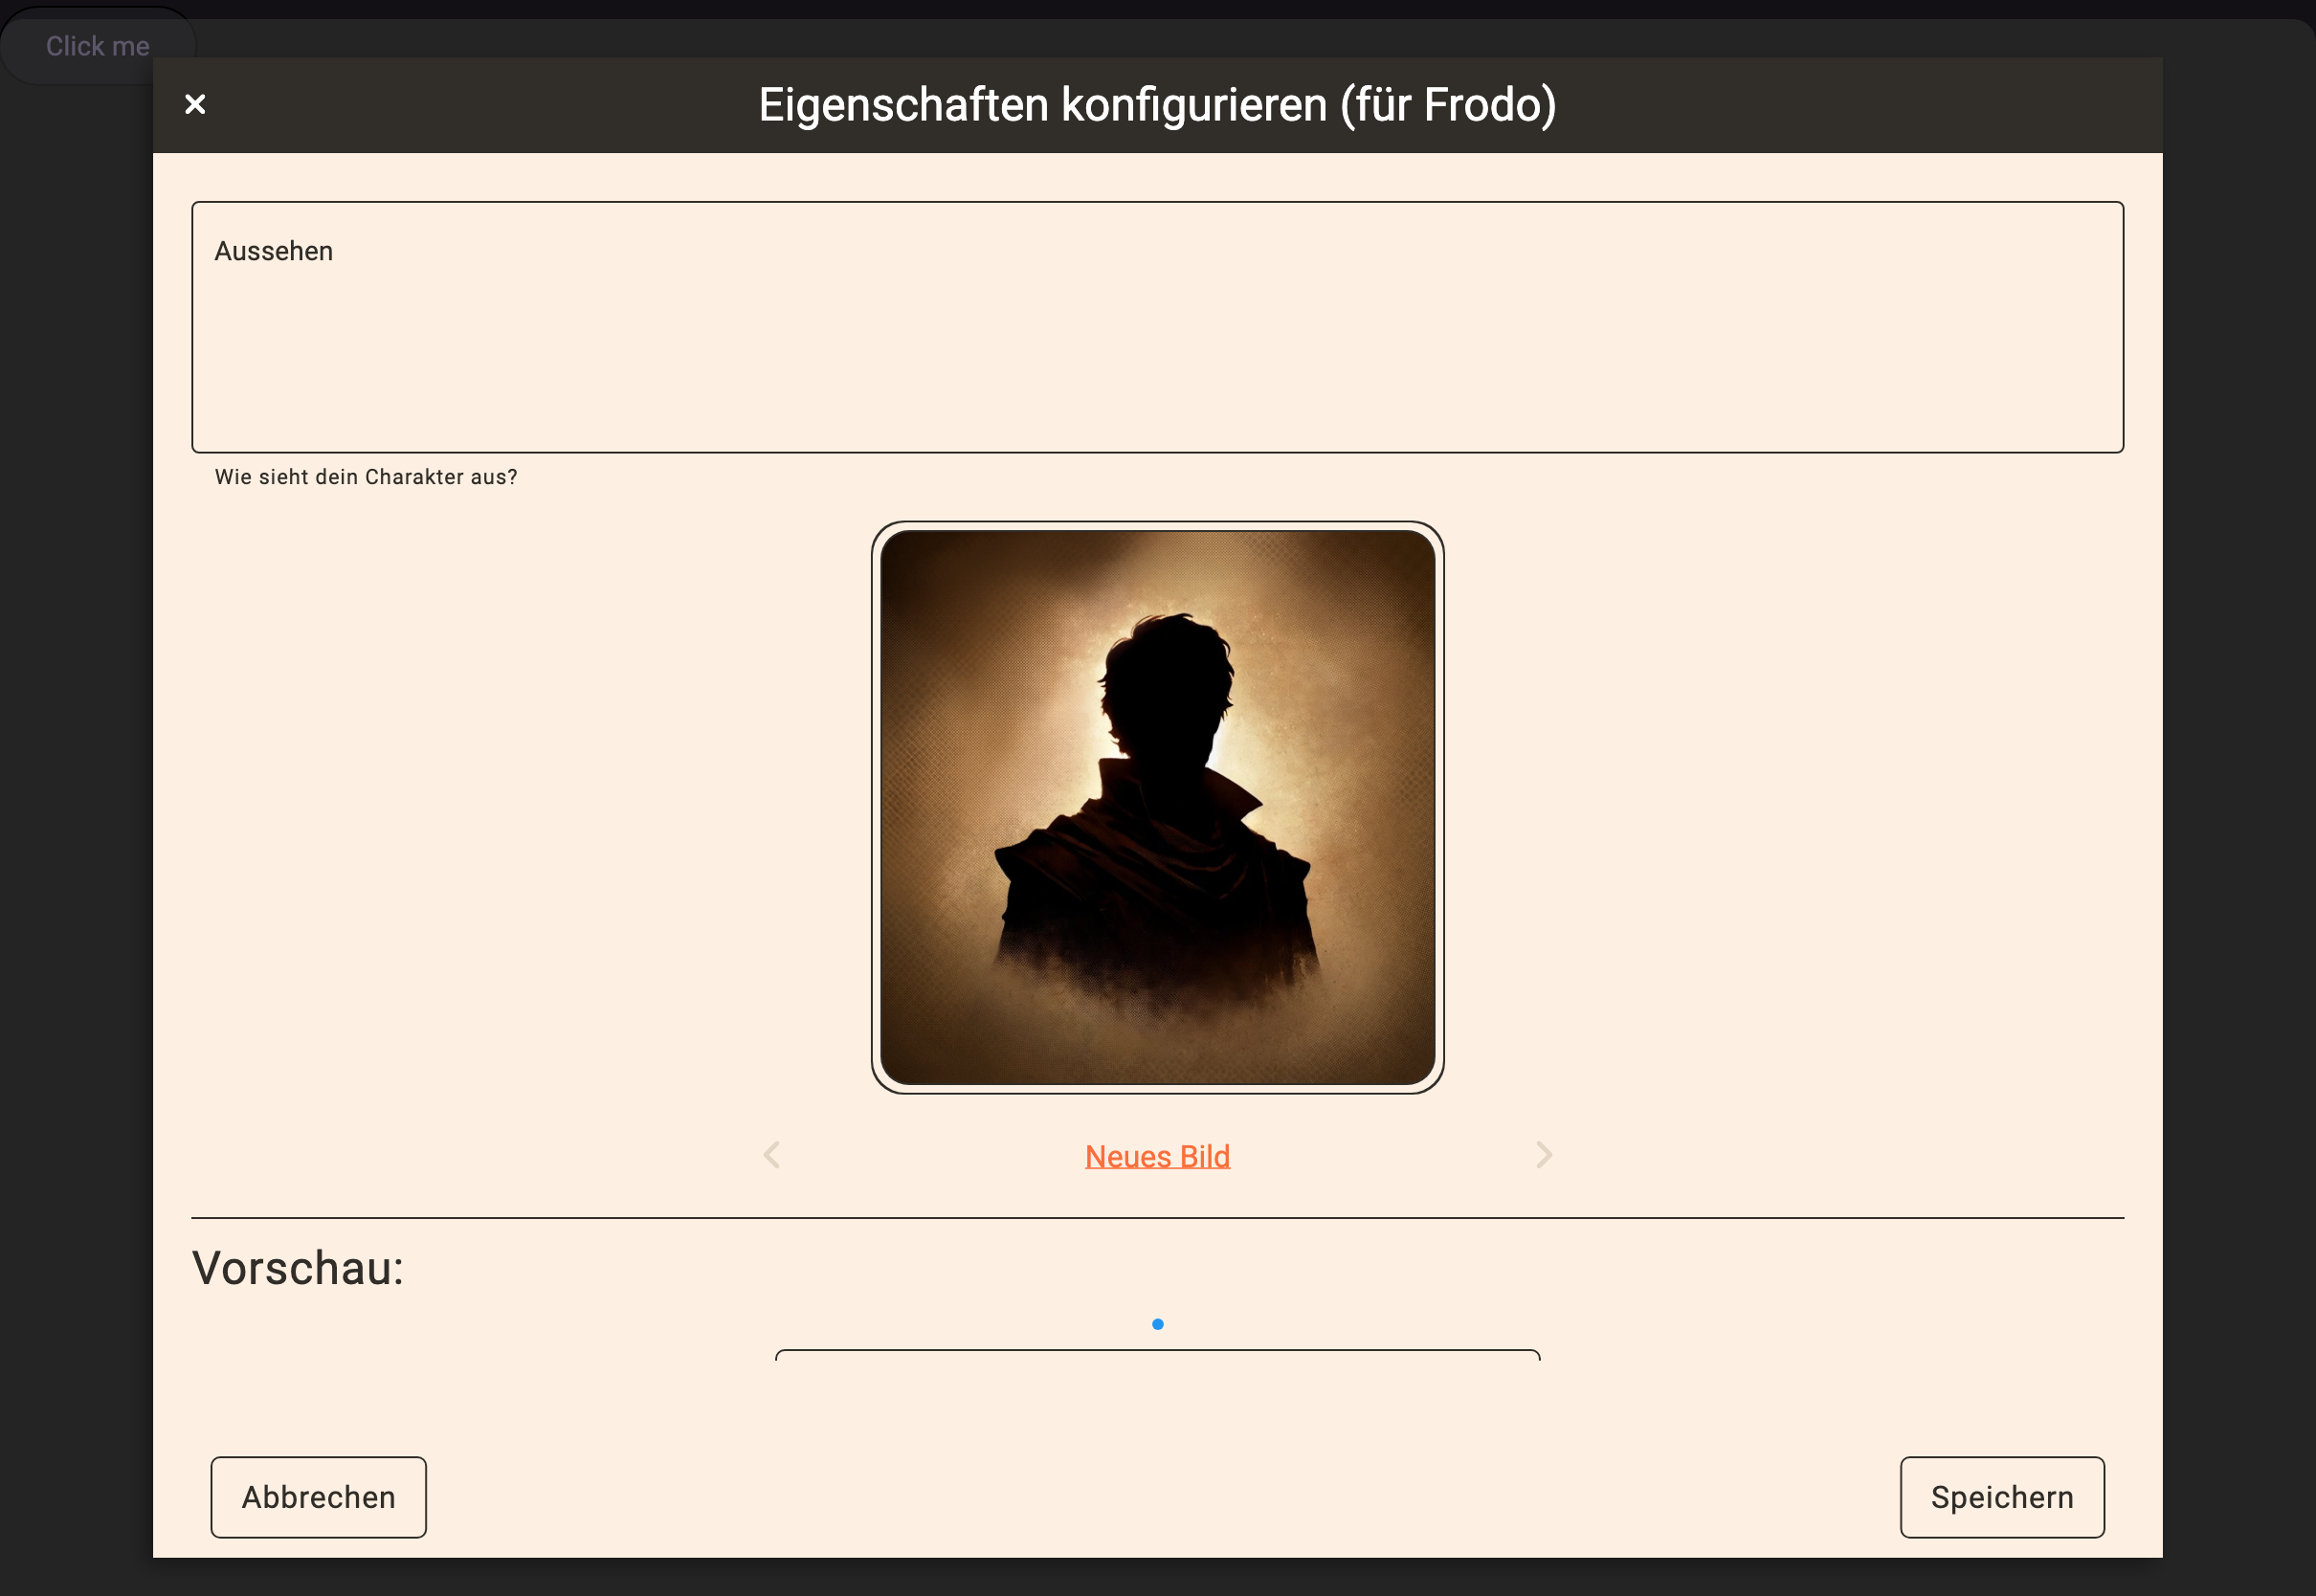 Click me
Eigenschaften konfigurieren (für Frodo)
Aussehen
Wie sieht dein Charakter aus?
Neues Bild
Vorschau:
Abbrechen
Speichern